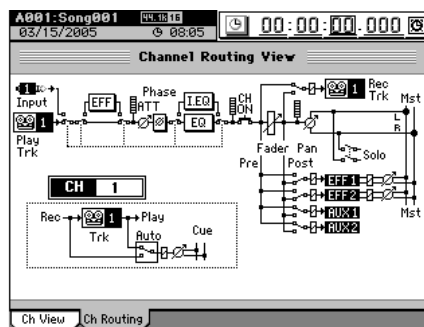 A001:Song001 44.1k 16
03/15/2005 08:05
00:00:00.000
Channel Routing View
1
Input
EFF
Phase
ATT
I.EQ
EQ
CH
ON
1 Rec
Trk
Mst
L
R
1
Play
Trk
Fader Pan
Solo
Pre Post
EFF1
EFF2
AUX1
AUX2
Mst
CH 1
Rec 1 Play
Trk Auto Cue
Ch View Ch Routing